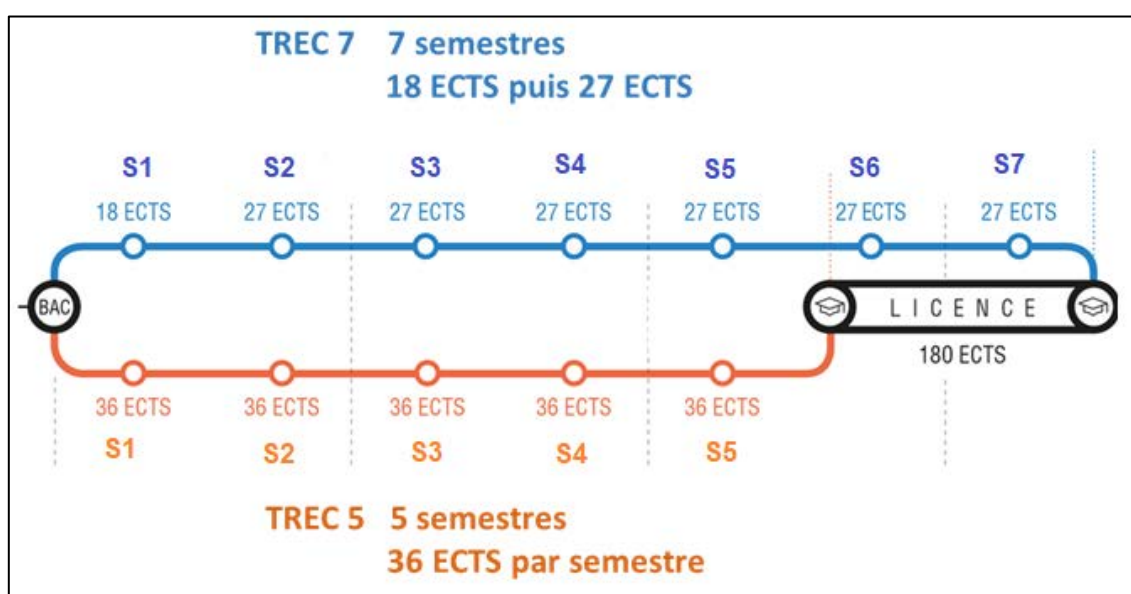 TREC 7 7 semestres
18 ECTS puis 27 ECTS
S1 S2 S3 S4 S5 S6 S7
18 ECTS 27 ECTS 27 ECTS 27 ECTS 27 ECTS 27 ECTS 27 ECTS
BAC LICENCE
180 ECTS
36 ECTS 36 ECTS 36 ECTS 36 ECTS 36 ECTS
S1 S2 S3 S4 S5
TREC 5 5 semestres
36 ECTS par semestre